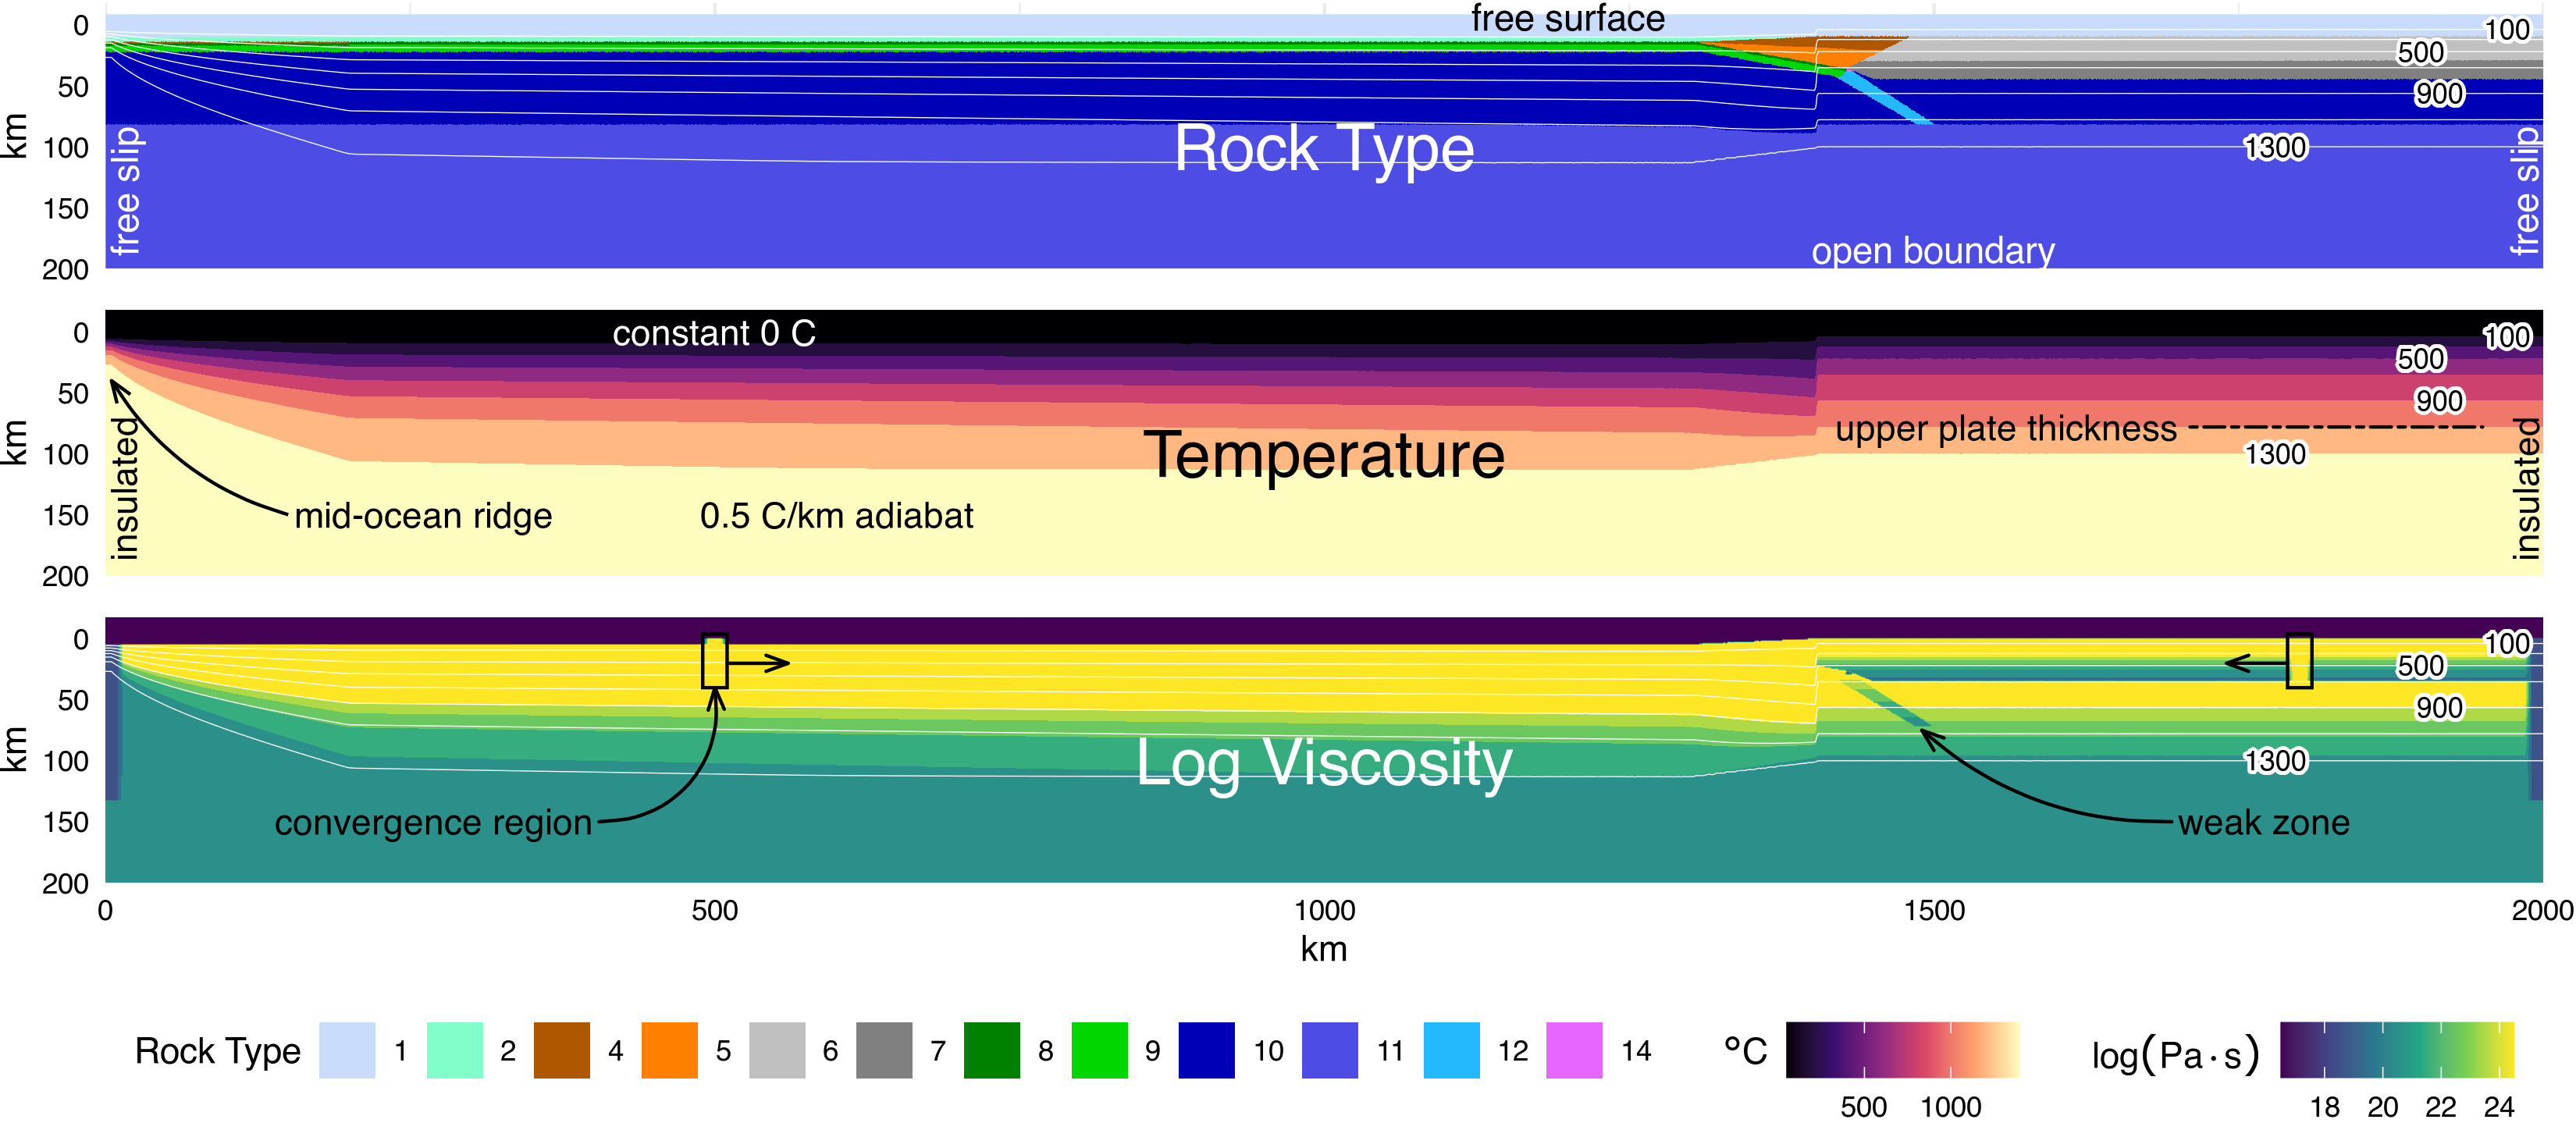 free surface
0
50
100
150
200
km
100
500
900
1300
free slip
Rock Type
free slip
open boundary
constant 0 C
0
50
100
150
200
km
100
500
900
1300
insulated
upper plate thickness
Temperature
insulated
mid-ocean ridge
0.5 C/km adiabat
0
50
100
150
200
km
100
500
900
1300
Log Viscosity
convergence region
weak zone
0 500 1000 1500 2000
km
Rock Type 1 2 4 5 6 7 8 9 10 11 12 14
°C
500 1000
log(Pa·s)
18 20 22 24